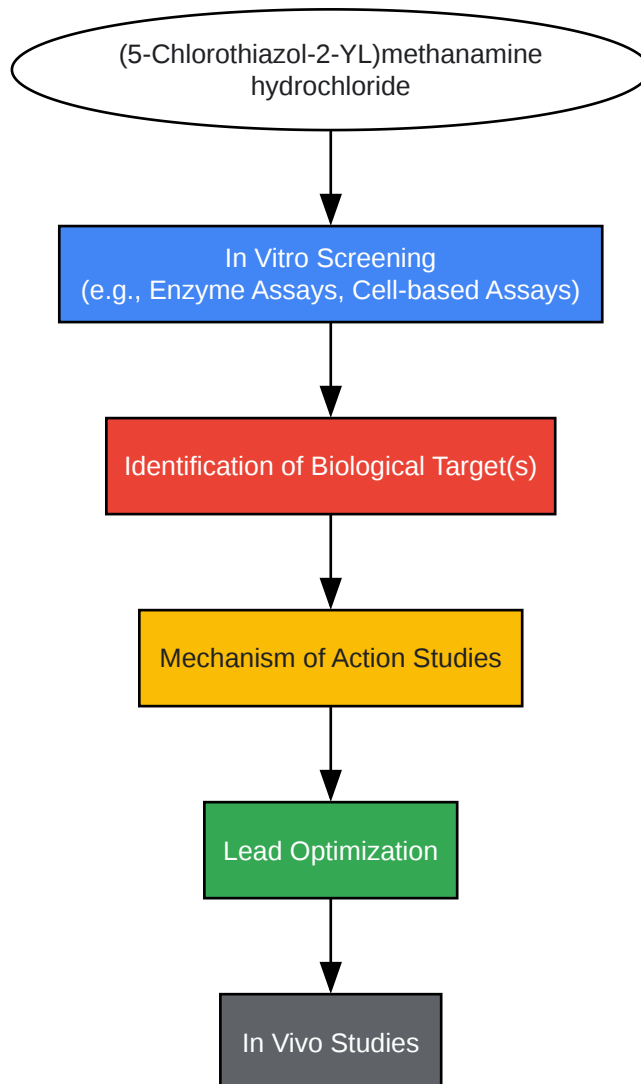 (5-Chlorothiazol-2-YL)methanamine
hydrochloride
In Vitro Screening
(e.g., Enzyme Assays, Cell-based Assays)
Identification of Biological Target(s)
Mechanism of Action Studies
Lead Optimization
In Vivo Studies